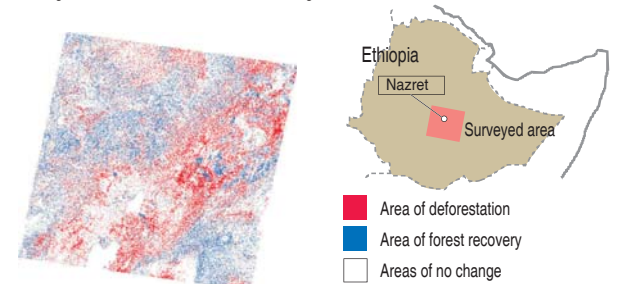 Ethiopia
Nazret
Surveyed area
Area of deforestation
Area of forest recovery
Areas of no change